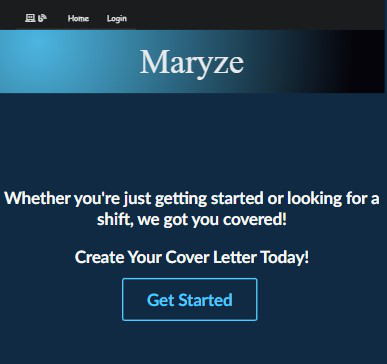 Home Login
Maryze
Whether you're just getting started or looking for a
shift, we got you covered!
Create Your Cover Letter Today!
Get Started